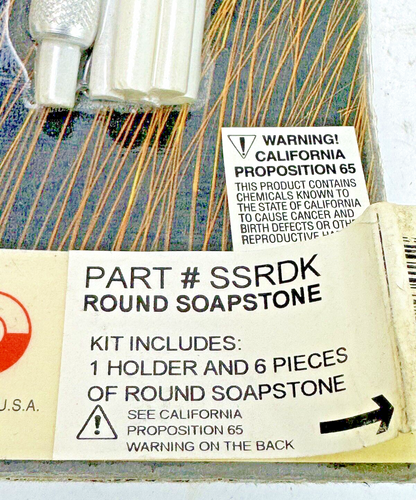 WARNING!
CALIFORNIA
PROPOSITION 65
THIS PRODUCT CONTAINS
CHEMICALS KNOWN TO
THE STATE OF CALIFORNIA
TO CAUSE CANCER AND
BIRTH DEFECTS OR
REPRODUCTIVE
PART # SSRDK
ROUND SOAPSTONE
KIT INCLUDES:
1 HOLDER AND 6 PIECES
OF ROUND SOAPSTONE
U.S.A.
SEE CALIFORNIA
PROPOSITION 65
WARNING ON THE BACK